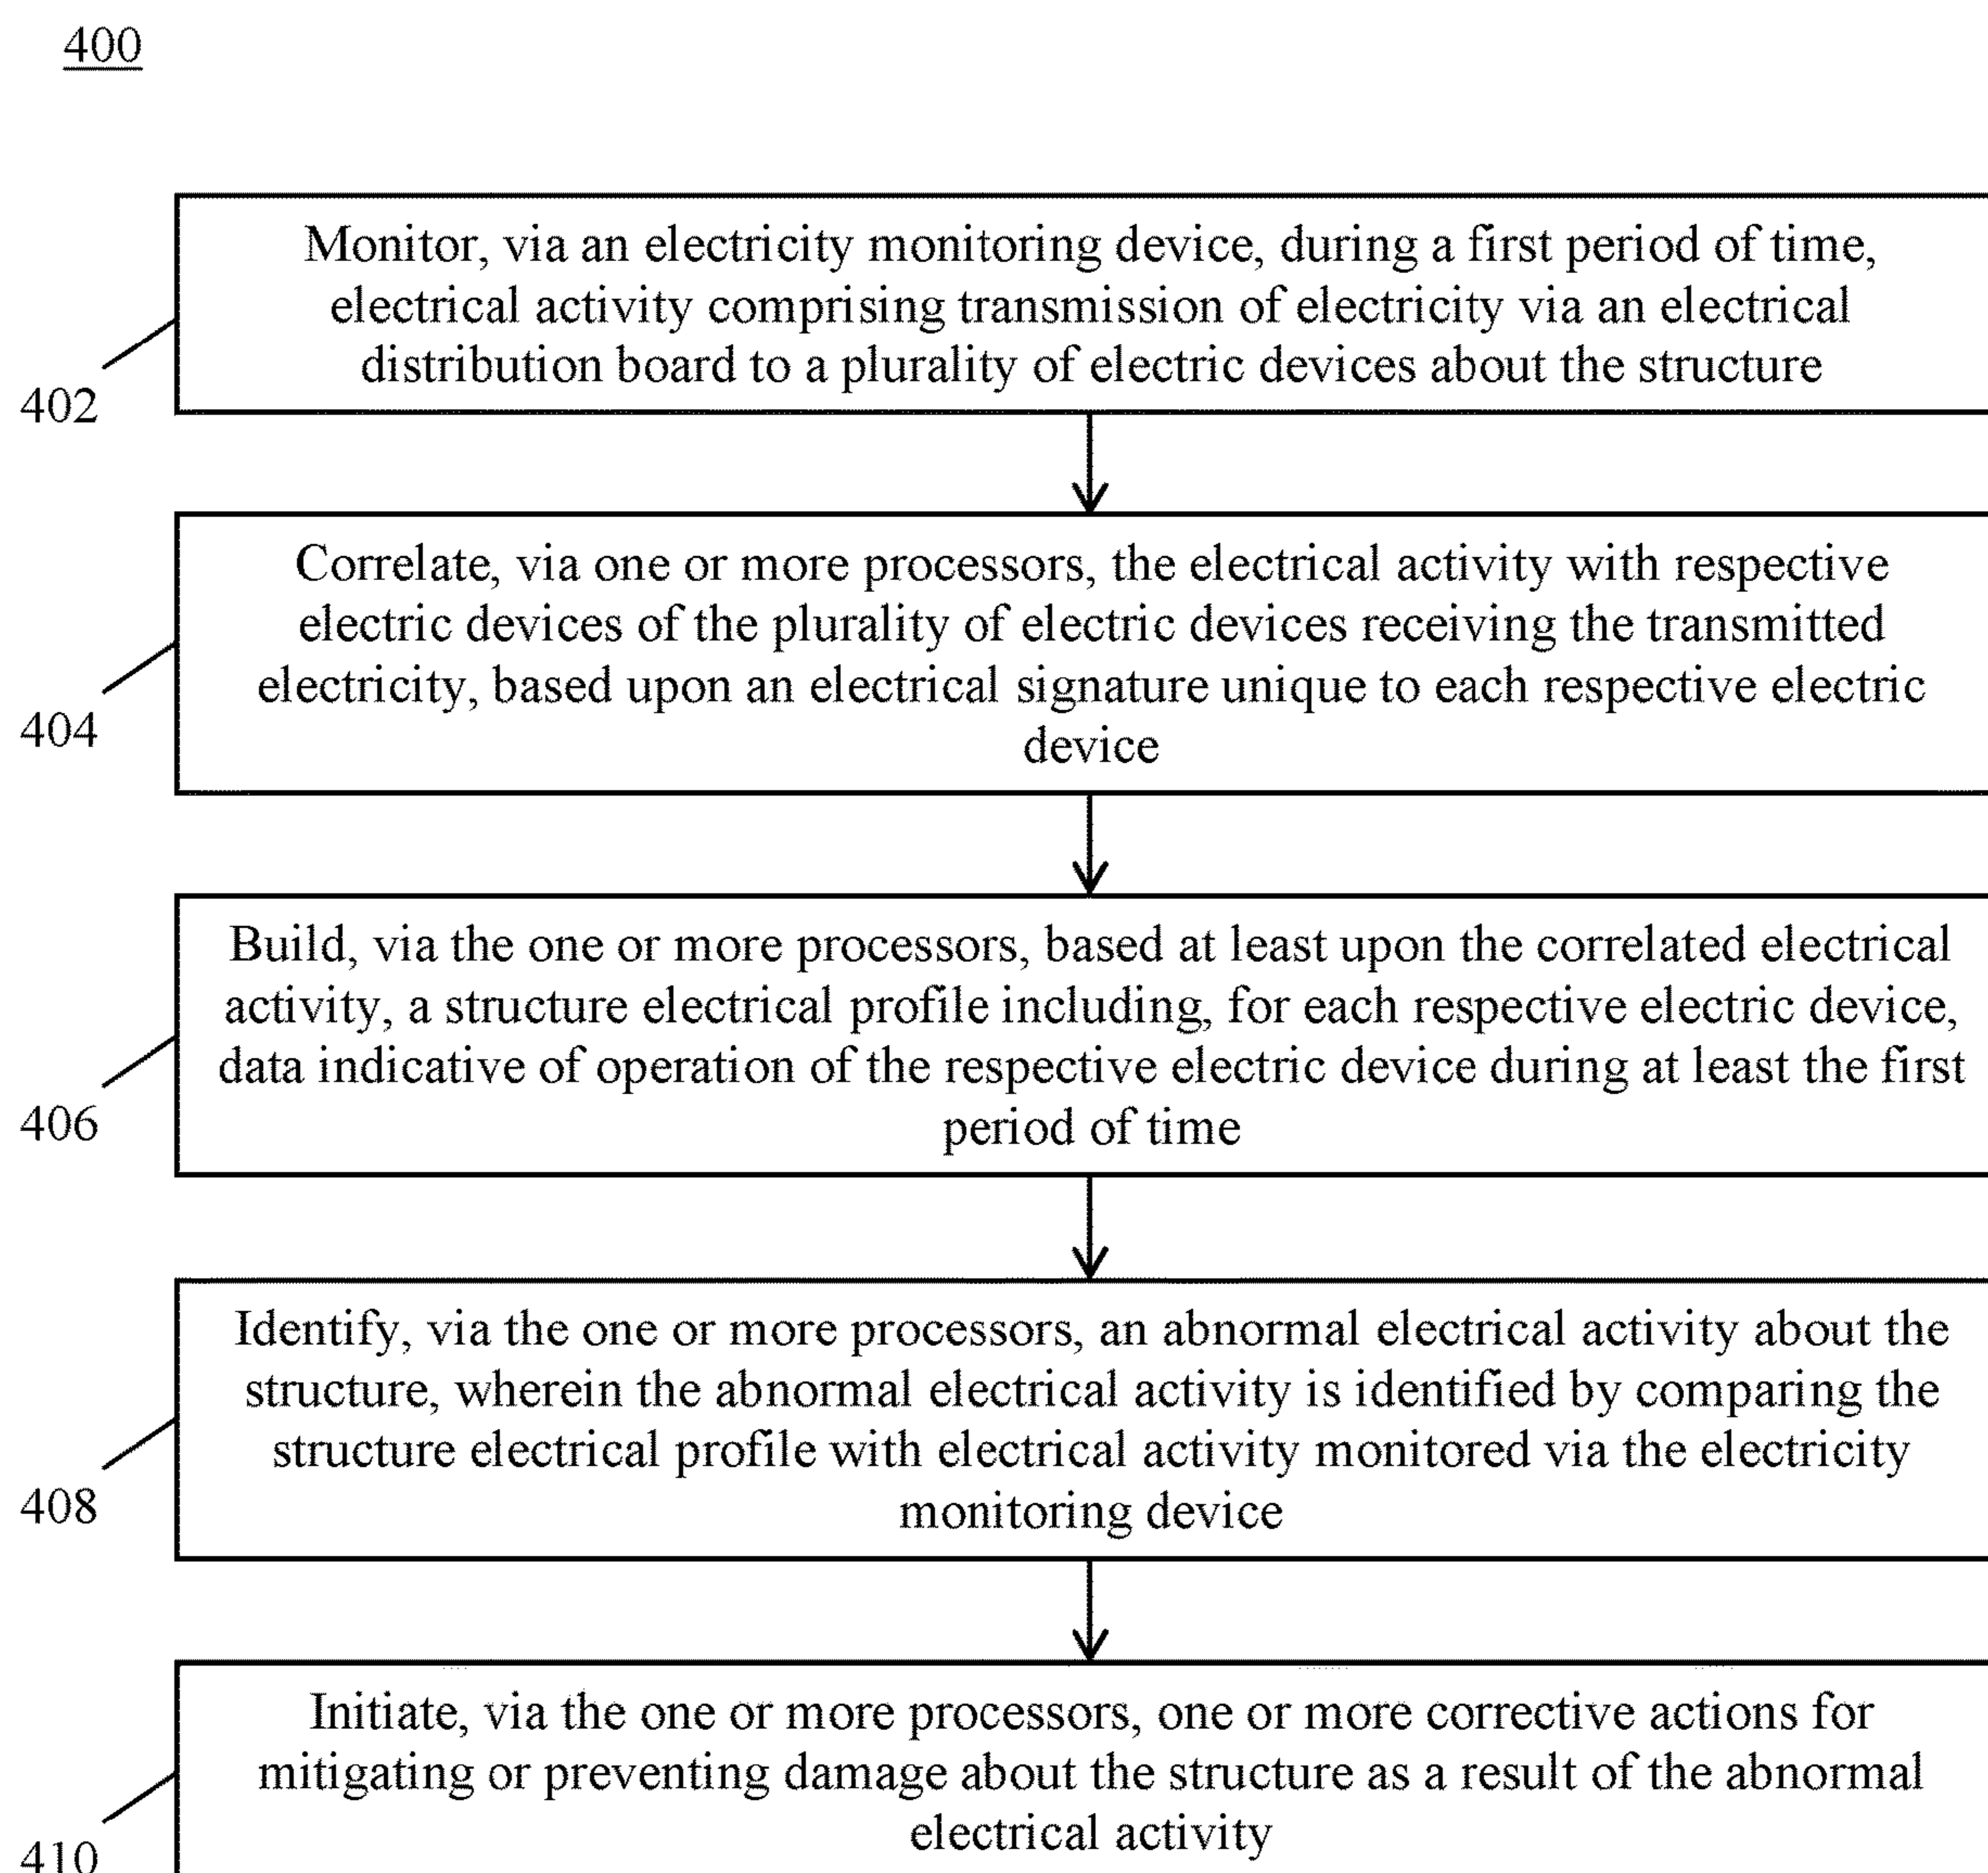 400
Monitor, via an electricity monitoring device, during a first period of time,
electrical activity comprising transmission of electricity via an electrical
distribution board to a plurality of electric devices about the structure
402
Correlate, via one or more processors, the electrical activity with respective
electric devices of the plurality of electric devices receiving the transmitted
electricity, based upon an electrical signature unique to each respective electric
device
404
Build, via the one or more processors, based at least upon the correlated electrical
activity, a structure electrical profile including, for each respective electric device,
data indicative of operation of the respective electric device during at least the first
period of time
406
Identify, via the one or more processors, an abnormal electrical activity about the
structure, wherein the abnormal electrical activity is identified by comparing the
structure electrical profile with electrical activity monitored via the electricity
monitoring device
408
Initiate, via the one or more processors, one or more corrective actions for
mitigating or preventing damage about the structure as a result of the abnormal
electrical activity
410